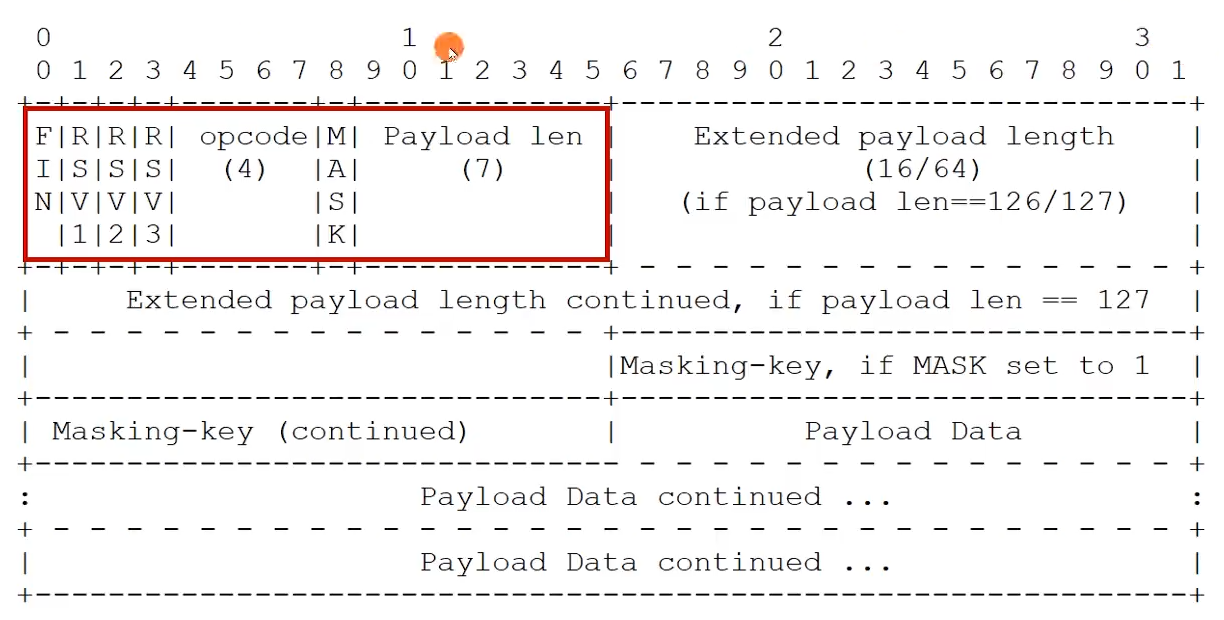 0                   1                   2                   3
 0 1 2 3 4 5 6 7 8 9 0 1 2 3 4 5 6 7 8 9 0 1 2 3 4 5 6 7 8 9 0 1
+-+-+-+-+-------+-+-------------+-------------------------------+
|F|R|R|R| opcode|M| Payload len |    Extended payload length    |
|I|S|S|S|  (4)  |A|     (7)     |             (16/64)           |
|N|V|V|V|       |S|             |   (if payload len==126/127)   |
| |1|2|3|       |K|             |                               |
+-+-+-+-+-------+-+-------------+ - - - - - - - - - - - - - - - +
|     Extended payload length continued, if payload len == 127  |
+ - - - - - - - - - - - - - - - +-------------------------------+
|                               |Masking-key, if MASK set to 1  |
+-------------------------------+-------------------------------+
| Masking-key (continued)       |          Payload Data         |
+-------------------------------- - - - - - - - - - - - - - - - +
:                     Payload Data continued ...                :
+ - - - - - - - - - - - - - - - - - - - - - - - - - - - - - - - +
|                     Payload Data continued ...                |
+---------------------------------------------------------------+